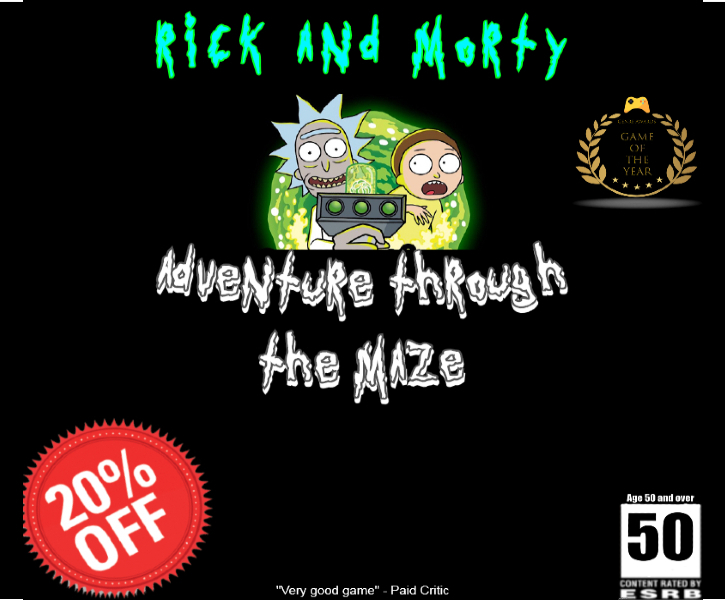 Rick and Morty
GAME
OF
THE
YEAR
Adventure through
the Maze
20%
OFF
Age 50 and over
50
CONTENT RATED BY
ESRB
"Very good game" - Paid Critic